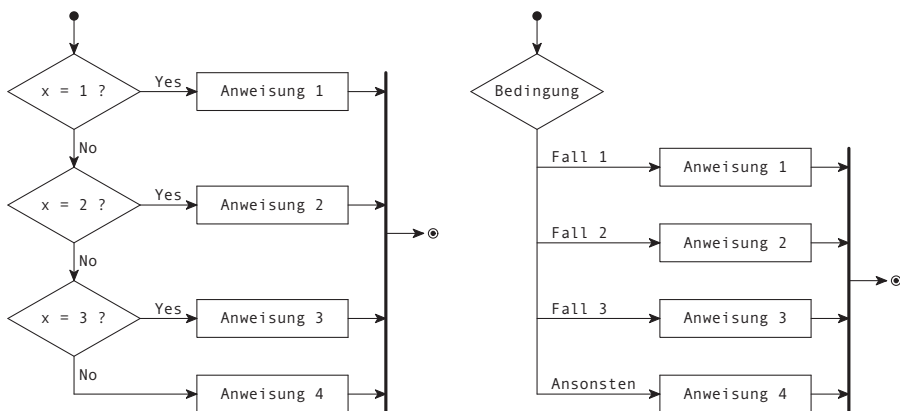 Yes
x = 1 ?
Anweisung 1
No
Yes
x = 2 ?
Anweisung 2
No
Yes
x = 3 ?
Anweisung 3
No
Anweisung 4
Bedingung
Fall 1
Anweisung 1
Fall 2
Anweisung 2
Fall 3
Anweisung 3
Ansonsten
Anweisung 4